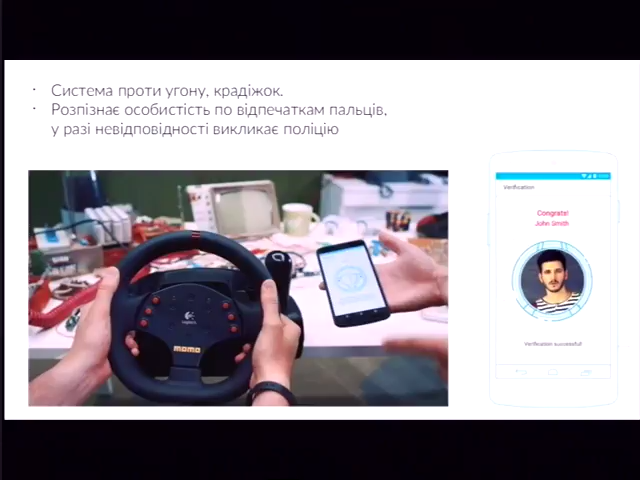 Система проти угону, крадіжок.
Розпізнає особистість по відпечаткам пальців,
у разі невідповідності викликає поліцію
Verification
Congrats!
John Smith
Verification successful!
Logitech
MOMO